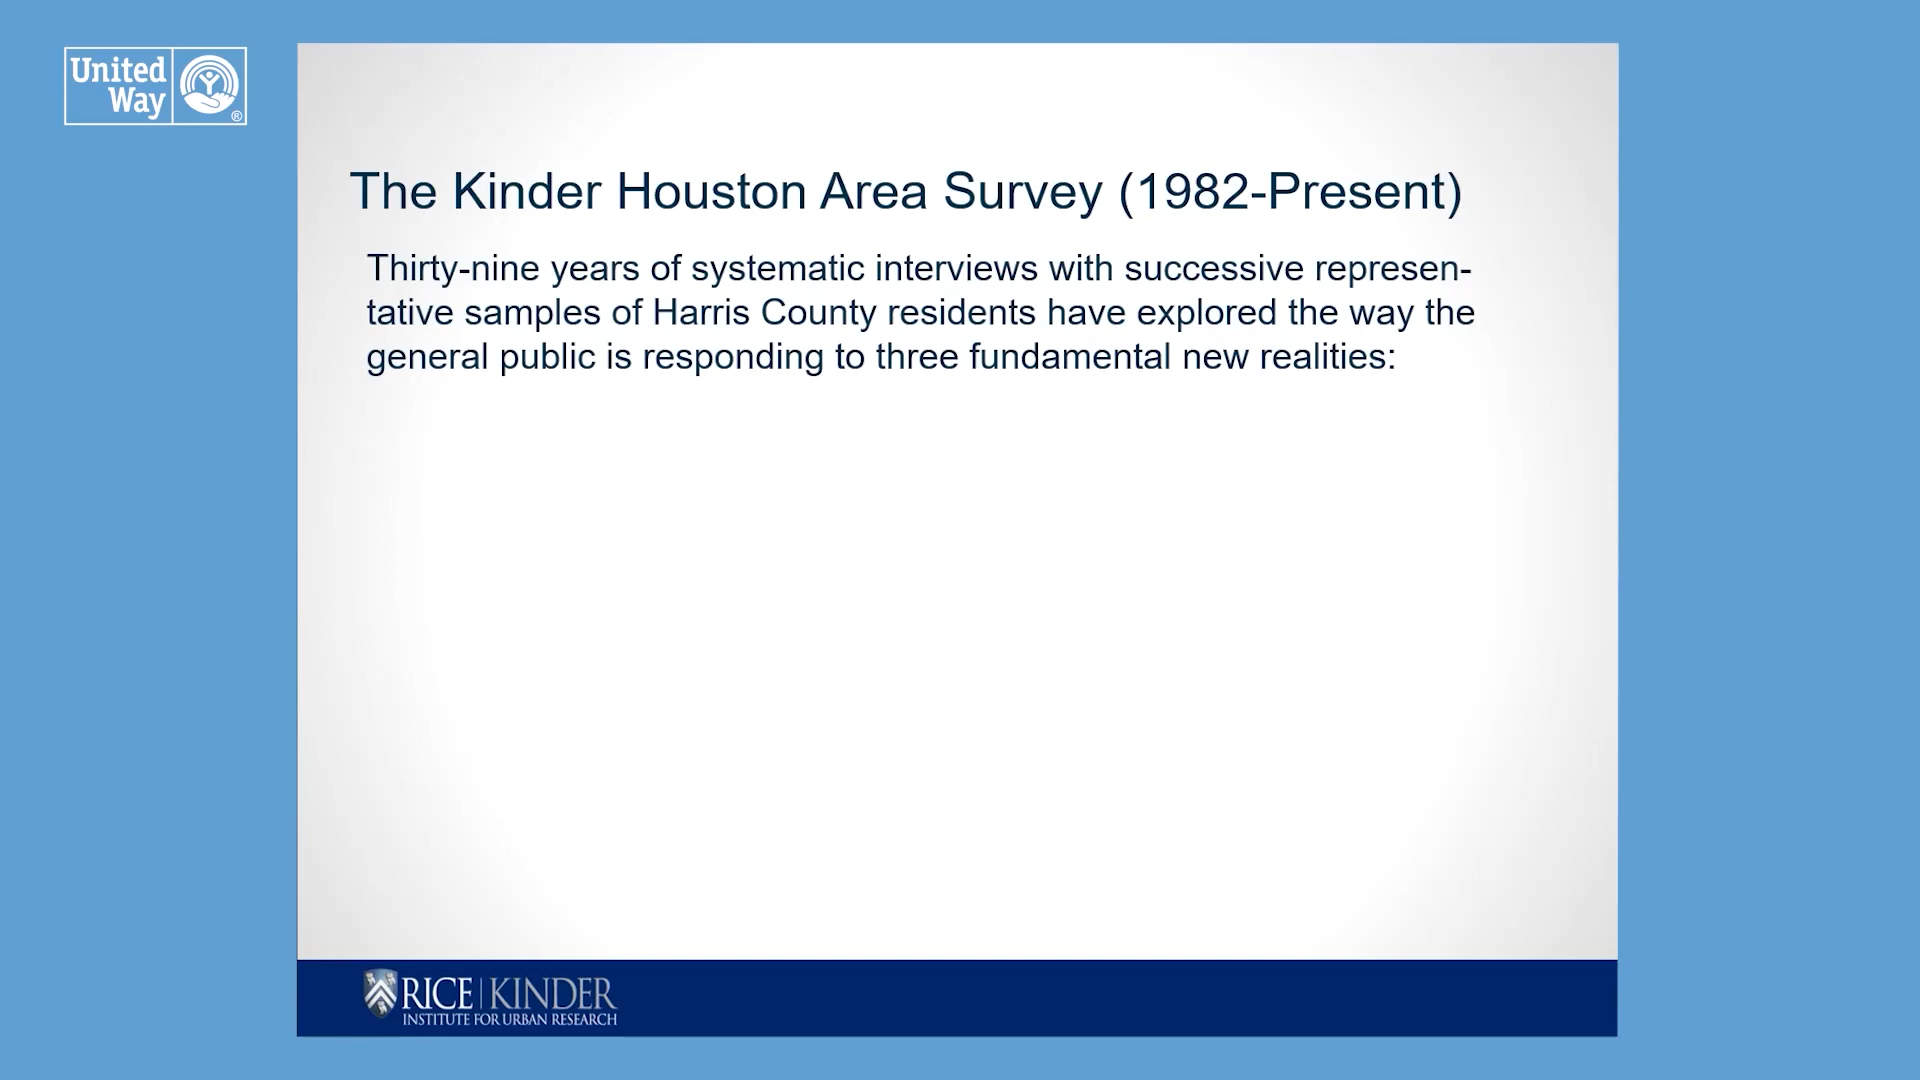 United
Way
®
The Kinder Houston Area Survey (1982-Present)
Thirty-nine years of systematic interviews with successive represen-
tative samples of Harris County residents have explored the way the
general public is responding to three fundamental new realities:
RICE | KINDER
INSTITUTE FOR URBAN RESEARCH